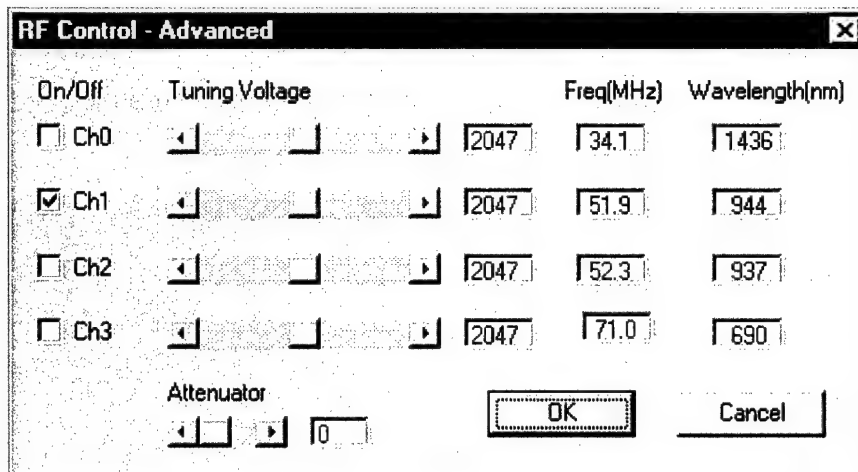 RF Control - Advanced
On/Off Tuning Voltage Freq(MHz) Wavelength(nm)
Ch0 2047 34.1 1436
Ch1 2047 51.9 944
Ch2 2047 52.3 937
Ch3 2047 71.0 690
Attenuator
0 OK Cancel